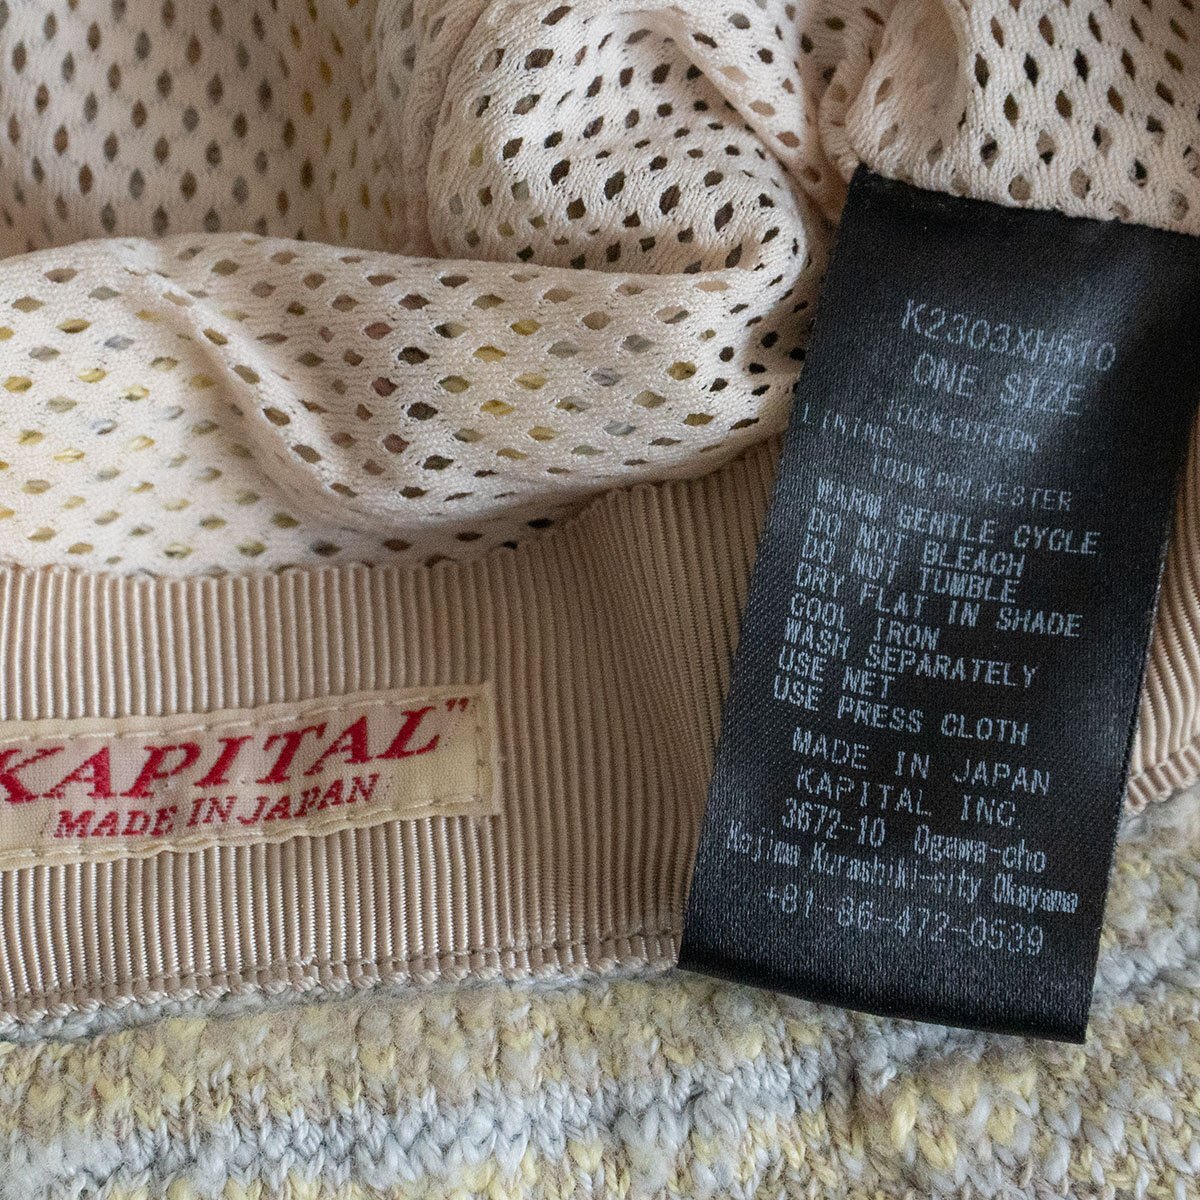 KAPITAL"
MADE IN JAPAN
K2303XH510
ONE SIZE
100% COTTON
LINING
100% POLYESTER
WARM GENTLE CYCLE
DO NOT BLEACH
DO NOT TUMBLE
DRY FLAT IN SHADE
COOL IRON
WASH SEPARATELY
USE NET
USE PRESS CLOTH
MADE IN JAPAN
KAPITAL INC.
3672-10 Ogawa-cho
Kojima Kurashiki-city Okayama
+81-86-472-0539